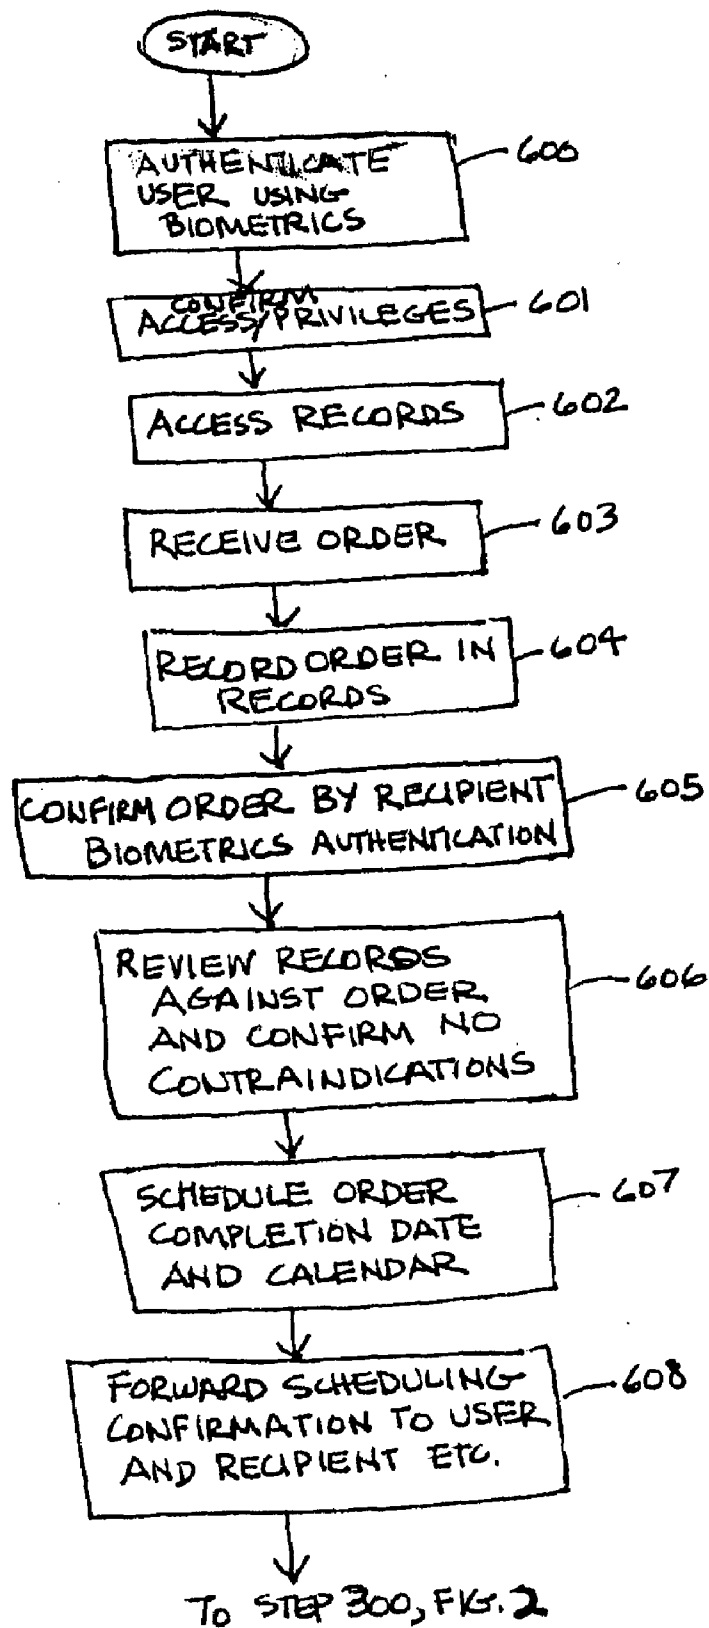 START
AUTHENTICATE
USER USING
BIOMETRICS
600
CONFIRM
ACCESS/PRIVILEGES
601
ACCESS RECORDS
602
RECEIVE ORDER
603
RECORD ORDER IN
RECORDS
604
CONFIRM ORDER BY RECIPIENT
BIOMETRICS AUTHENTICATION
605
REVIEW RECORDS
AGAINST ORDER
AND CONFIRM NO
CONTRAINDICATIONS
606
SCHEDULE ORDER
COMPLETION DATE
AND CALENDAR
607
FORWARD SCHEDULING
CONFIRMATION TO USER
AND RECIPIENT ETC.
608
TO STEP 300, FIG. 2